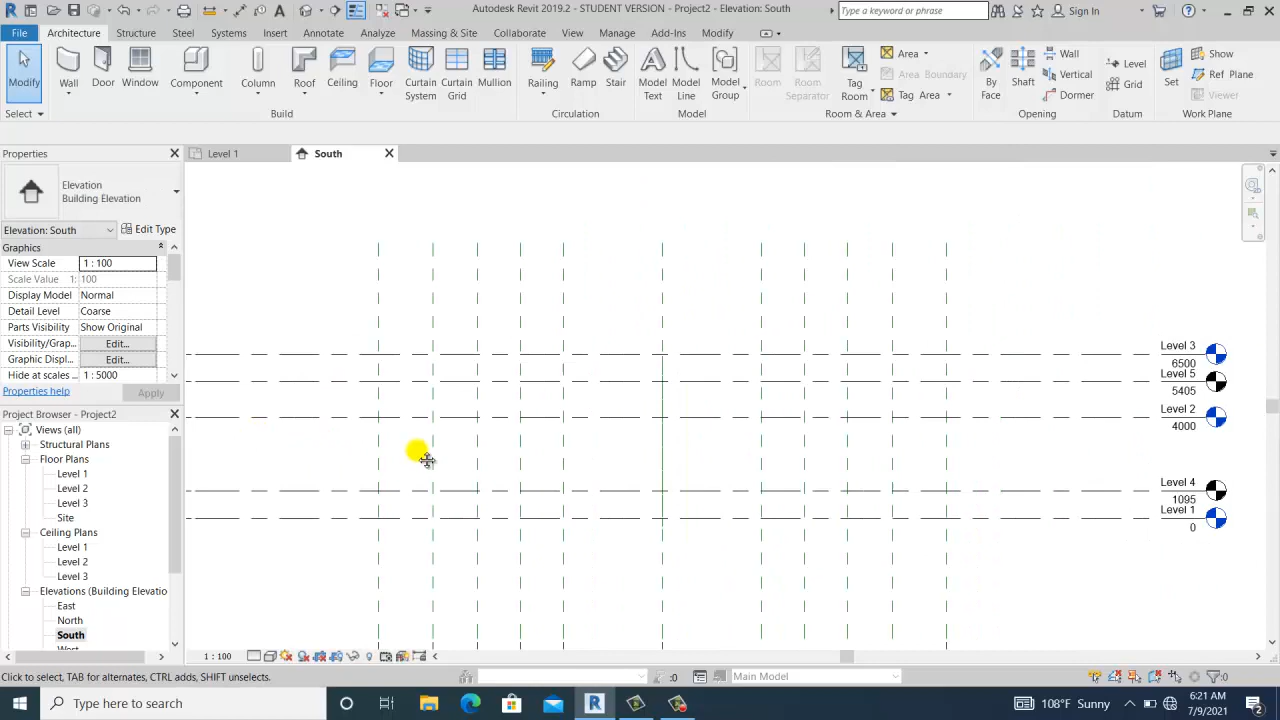 Autodesk Revit 2019.2 - STUDENT VERSION - Project2 - Elevation: South
Type a keyword or phrase
Sign In
File Architecture Structure Steel Systems Insert Annotate Analyze Massing & Site Collaborate View Manage Add-Ins Modify
Modify
Wall
Door
Window
Component
Column
Roof
Ceiling
Floor
Curtain System
Curtain Grid
Mullion
Railing
Ramp
Stair
Model Text
Model Line
Model Group
Room
Room Separator
Tag Room
Area
Area Boundary
Tag Area
By Face
Shaft
Wall
Vertical
Dormer
Level
Grid
Set
Show
Ref Plane
Viewer
Select Build Circulation Model Room & Area Opening Datum Work Plane
Properties
Level 1
South
Elevation
Building Elevation
Elevation: South
Edit Type
Graphics
View Scale 1 : 100
Scale Value 1: 100
Display Model Normal
Detail Level Coarse
Parts Visibility Show Original
Visibility/Grap... Edit...
Graphic Displ... Edit...
Hide at scales ... 1 : 5000
Properties help
Apply
Project Browser - Project2
Views (all)
Structural Plans
Floor Plans
Level 1
Level 2
Level 3
Site
Ceiling Plans
Level 1
Level 2
Level 3
Elevations (Building Elevatio
East
North
South
Level 3
6500
Level 5
5405
Level 2
4000
Level 4
1095
Level 1
0
1 : 100
Click to select, TAB for alternates, CTRL adds, SHIFT unselects.
:0
Main Model
:0
Type here to search
108°F Sunny
6:21 AM
7/9/2021
2